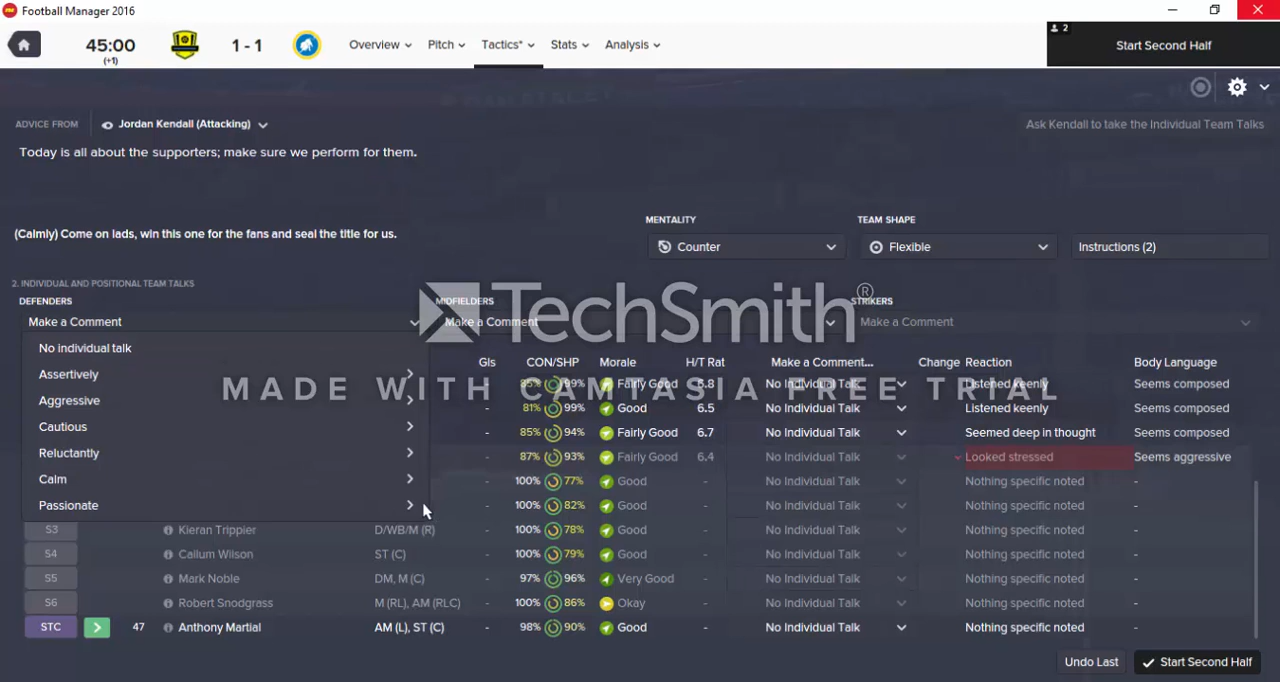 Football Manager 2016
45:00
(+1)
1 - 1
Overview
Pitch
Tactics*
Stats
Analysis
2
Start Second Half
ADVICE FROM
Jordan Kendall (Attacking)
Ask Kendall to take the Individual Team Talks
Today is all about the supporters; make sure we perform for them.
(Calmly) Come on lads, win this one for the fans and seal the title for us.
MENTALITY
TEAM SHAPE
Counter
Flexible
Instructions (2)
2. INDIVIDUAL AND POSITIONAL TEAM TALKS
DEFENDERS
MIDFIELDERS
STRIKERS
Make a Comment
Make a Comment
Make a Comment
TechSmith®
MADE WITH CAMTASIA FREE TRIAL
No individual talk
Assertively
Aggressive
Cautious
Reluctantly
Calm
Passionate
Gls CON/SHP Morale H/T Rat Make a Comment... Change Reaction Body Language
- 85% 99% Fairly Good 5.8 No Individual Talk Listened keenly Seems composed
- 81% 99% Good 6.5 No Individual Talk Listened keenly Seems composed
- 85% 94% Fairly Good 6.7 No Individual Talk Seemed deep in thought Seems composed
- 87% 93% Fairly Good 6.4 No Individual Talk Looked stressed Seems aggressive
- 100% 77% Good - No Individual Talk Nothing specific noted -
- 100% 82% Good - No Individual Talk Nothing specific noted -
S3 Kieran Trippier D/WB/M (R) - 100% 78% Good - No Individual Talk Nothing specific noted -
S4 Callum Wilson ST (C) - 100% 79% Good - No Individual Talk Nothing specific noted -
S5 Mark Noble DM, M (C) - 97% 96% Very Good - No Individual Talk Nothing specific noted -
S6 Robert Snodgrass M (RL), AM (RLC) - 100% 86% Okay - No Individual Talk Nothing specific noted -
STC 47 Anthony Martial AM (L), ST (C) - 98% 90% Good - No Individual Talk Nothing specific noted -
Undo Last
Start Second Half